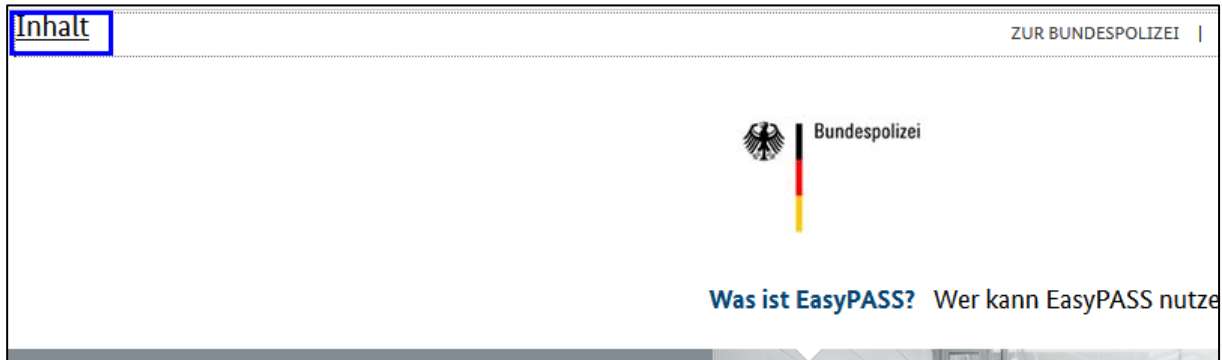 Inhalt
ZUR BUNDESPOLIZEI |
Bundespolizei
Was ist EasyPASS? Wer kann EasyPASS nutze